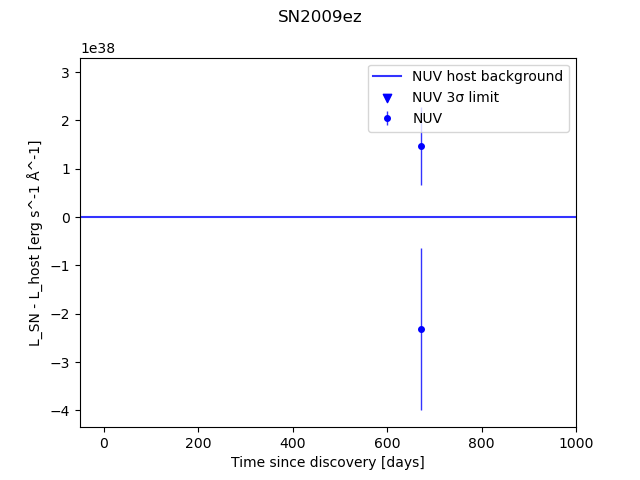 SN2009ez
1e38
NUV host background
NUV 3σ limit
NUV
3
2
1
0
−1
−2
−3
−4
L_SN - L_host [erg s^-1 Å^-1]
0 200 400 600 800 1000
Time since discovery [days]